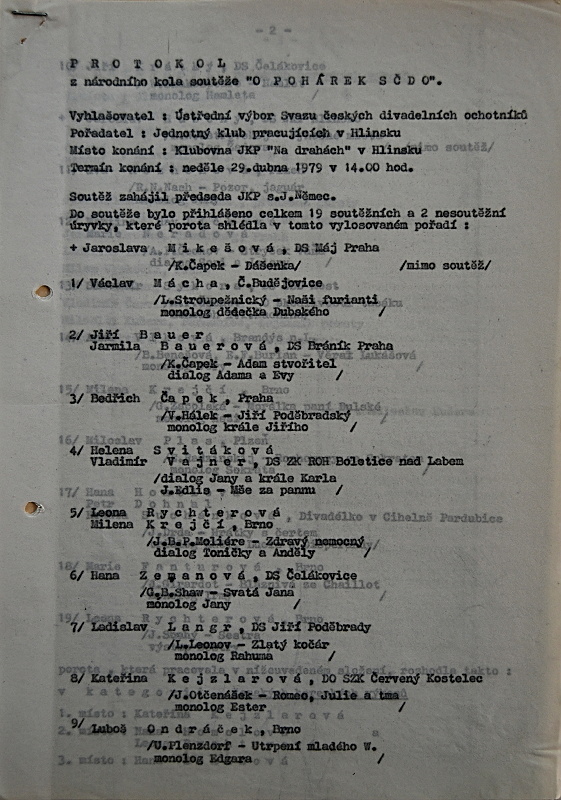 P R O T O K O L
z národního kola soutěže "O POHÁREK SČDO".
Vyhlašovatel : Ústřední výbor Svazu českých divadelních ochotníků
Pořadatel : Jednotný klub pracujících v Hlinsku
Místo konání : Klubovna JKP "Na drahách" v Hlinsku
Termín konání : neděle 29.dubna 1979 v 14.00 hod.
Soutěž zahájil předseda JKP s.J.Němec.
Do soutěže bylo přihlášeno celkem 19 soutěžních a 2 nesoutěžní
úryvky, které porota shlédla v tomto vylosovaném pořadí :
+ Jaroslava M i k e š o v á, DS Máj Praha
/K.Čapek - Dášenka/ /mimo soutěž/
1/ Václav M á c h a, Č.Budějovice
/L.Stroupežnický - Naši furianti
monolog dědečka Dubského /
2/ Jiří B a u e r
Jarmila B a u e r o v á, DS Bráník Praha
/K.Čapek - Adam stvořitel
dialog Adama a Evy /
3/ Bedřich Č a p e k, Praha
/V.Hálek - Jiří Poděbradský
monolog krále Jiřího /
4/ Helena S v i t á k o v á
Vladimír V a j n e r, DS ZK ROH Boletice nad Labem
/dialog Jany a krále Karla
J.Edlis - Mše za pannu /
5/ Leona R y c h t e r o v á
Milena K r e j č í, Brno
/J.B.P.Moliére - Zdravý nemocný
dialog Toničky a Anděly /
6/ Hana Z e m a n o v á, DS Čelákovice
/G.B.Shaw - Svatá Jana
monolog Jany /
7/ Ladislav L a n g r, DS Jiří Poděbrady
/L.Leonov - Zlatý kočár
monolog Rahuma /
8/ Kateřina K e j z l a r o v á, DO SZK Červený Kostelec
/J.Otčenášek - Romeo, Julie a tma
monolog Ester /
9/ Luboš O n d r á č e k, Brno
/U.Plenzdorf - Utrpení mladého W.
monolog Edgara /